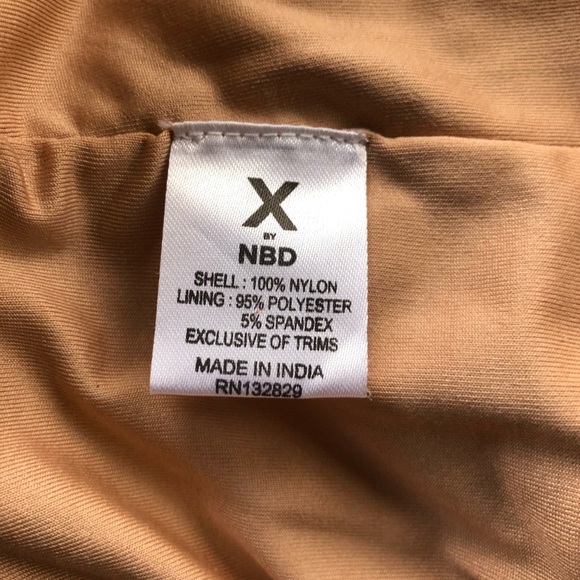 X
BY
NBD
SHELL : 100% NYLON
LINING : 95% POLYESTER
5% SPANDEX
EXCLUSIVE OF TRIMS
MADE IN INDIA
RN132829